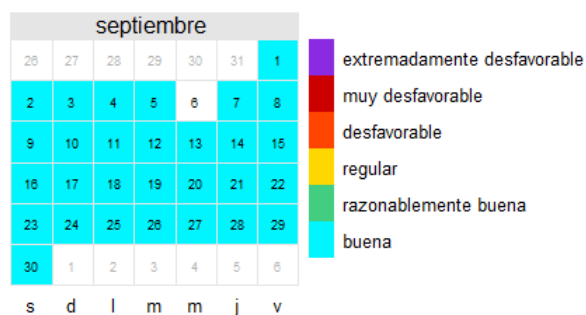 septiembre
26 27 28 29 30 31 1
2 3 4 5 6 7 8
9 10 11 12 13 14 15
16 17 18 19 20 21 22
23 24 25 26 27 28 29
30 1 2 3 4 5 6
s d l m m j v
extremadamente desfavorable
muy desfavorable
desfavorable
regular
razonablemente buena
buena